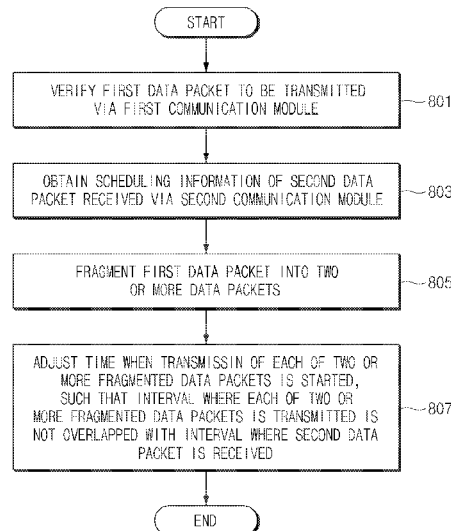 START
VERIFY FIRST DATA PACKET TO BE TRANSMITTED
VIA FIRST COMMUNICATION MODULE
801
OBTAIN SCHEDULING INFORMATION OF SECOND DATA
PACKET RECEIVED VIA SECOND COMMUNICATION MODULE
803
FRAGMENT FIRST DATA PACKET INTO TWO
OR MORE DATA PACKETS
805
ADJUST TIME WHEN TRANSMISSIN OF EACH OF TWO OR
MORE FRAGMENTED DATA PACKETS IS STARTED,
SUCH THAT INTERVAL WHERE EACH OF TWO OR
MORE FRAGMENTED DATA PACKETS IS TRANSMITTED IS
NOT OVERLAPPED WITH INTERVAL WHERE SECOND DATA
PACKET IS RECEIVED
807
END